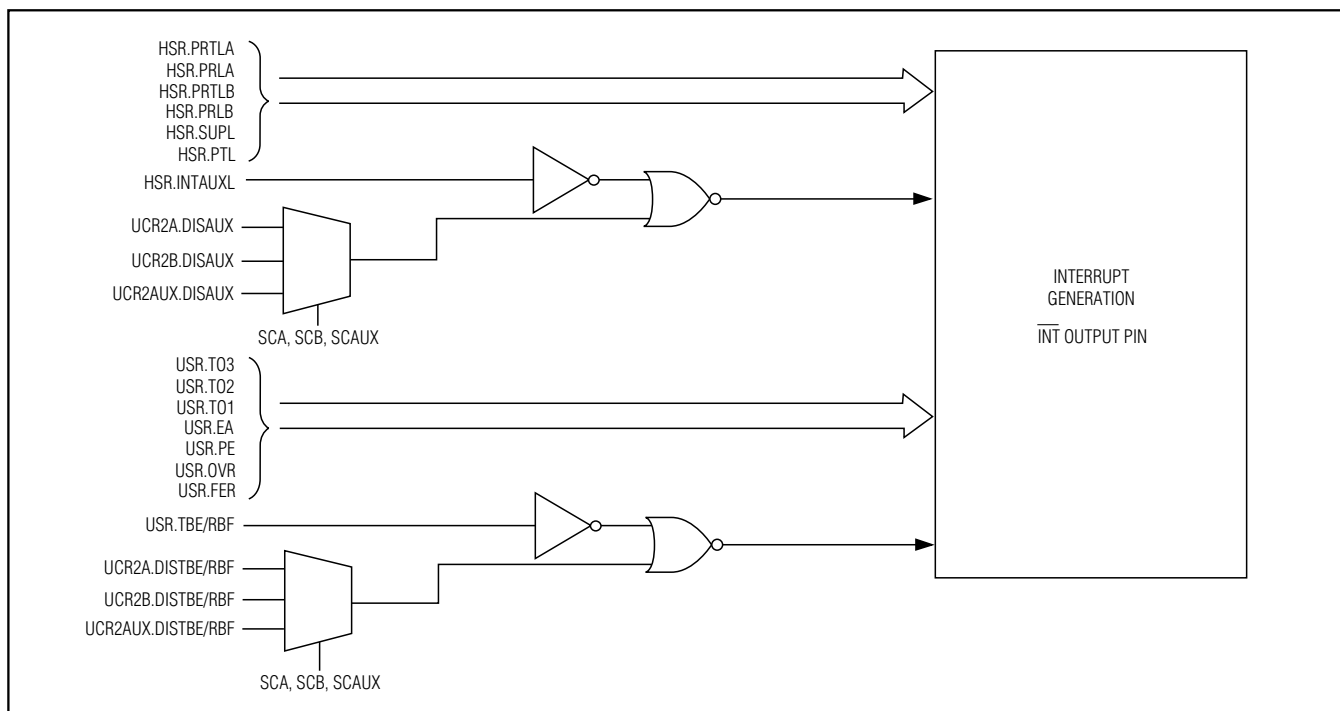 HSR.PRTLA
HSR.PRLA
HSR.PRTLB
HSR.PRLB
HSR.SUPL
HSR.PTL
HSR.INTAUXL
UCR2A.DISAUX
UCR2B.DISAUX
UCR2AUX.DISAUX
SCA, SCB, SCAUX
USR.TO3
USR.TO2
USR.TO1
USR.EA
USR.PE
USR.OVR
USR.FER
USR.TBE/RBF
UCR2A.DISTBE/RBF
UCR2B.DISTBE/RBF
UCR2AUX.DISTBE/RBF
SCA, SCB, SCAUX
INTERRUPT
GENERATION
INT OUTPUT PIN